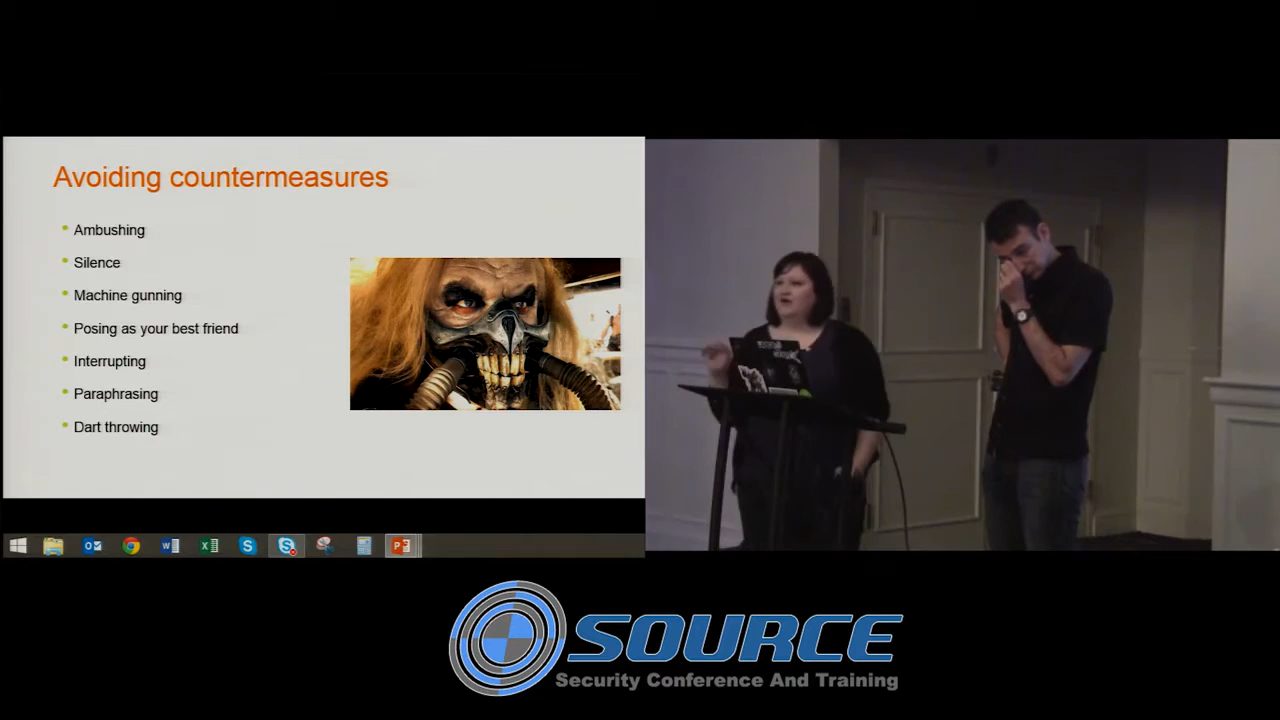 Avoiding countermeasures
Ambushing
Silence
Machine gunning
Posing as your best friend
Interrupting
Paraphrasing
Dart throwing
SOURCE
Security Conference And Training